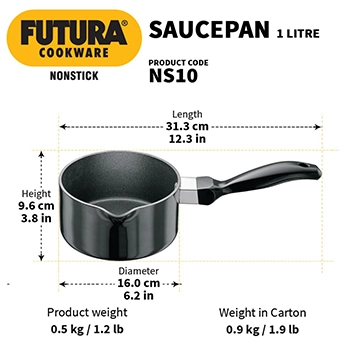 FUTURA®
COOKWARE
NONSTICK
SAUCEPAN 1 LITRE
PRODUCT CODE
NS10
Length
31.3 cm
12.3 in
Height
9.6 cm
3.8 in
Diameter
16.0 cm
6.2 in
Product weight
0.5 kg / 1.2 lb
Weight in Carton
0.9 kg / 1.9 lb